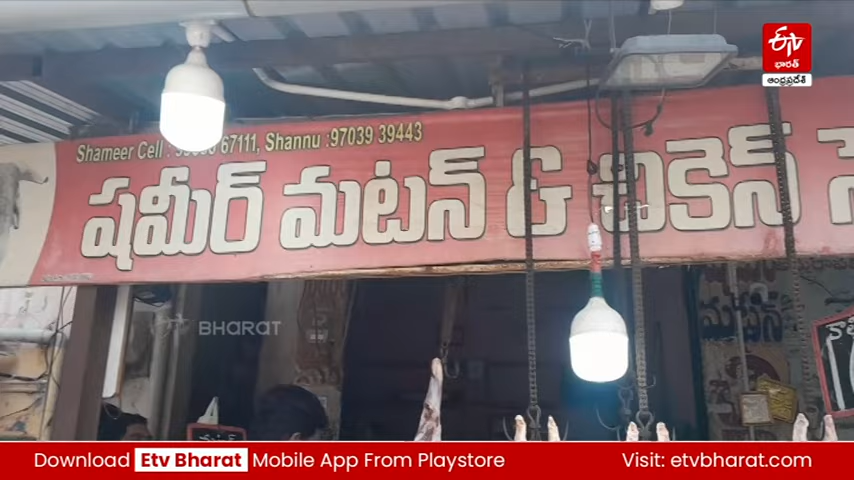 etv
భారత్
ఆంధ్రప్రదేశ్
Shameer Cell : 67111, Shannu :97039 39443
షమీర్ మటన్ & చికెన్
BHARAT
మటన్
Download Etv Bharat Mobile App From Playstore
Visit: etvbharat.com